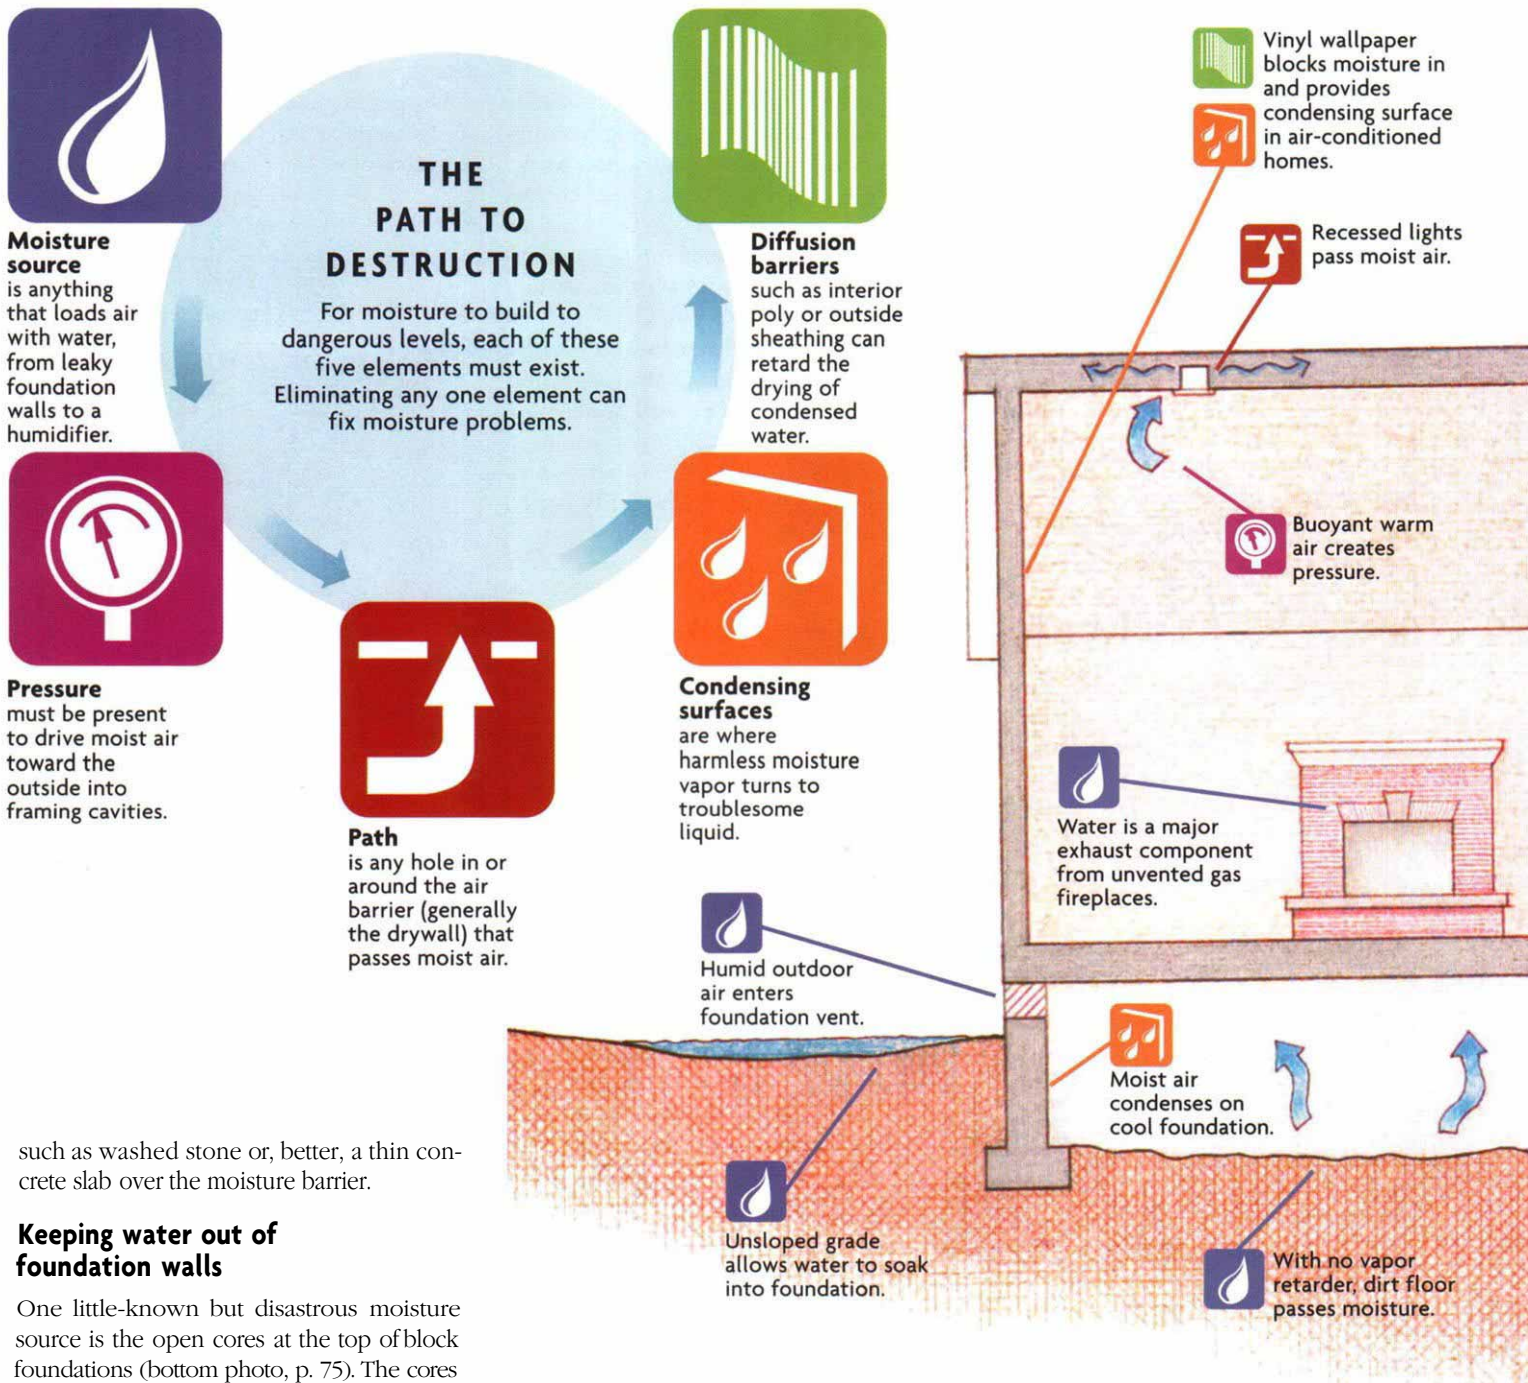 THE
PATH TO
DESTRUCTION
For moisture to build to
dangerous levels, each of these
five elements must exist.
Eliminating any one element can
fix moisture problems.
Moisture
source
is anything
that loads air
with water,
from leaky
foundation
walls to a
humidifier.
Pressure
must be present
to drive moist air
toward the
outside into
framing cavities.
Path
is any hole in or
around the air
barrier (generally
the drywall) that
passes moist air.
Condensing
surfaces
are where
harmless moisture
vapor turns to
troublesome
liquid.
Diffusion
barriers
such as interior
poly or outside
sheathing can
retard the
drying of
condensed
water.
Vinyl wallpaper
blocks moisture in
and provides
condensing surface
in air-conditioned
homes.
Recessed lights
pass moist air.
Buoyant warm
air creates
pressure.
Water is a major
exhaust component
from unvented gas
fireplaces.
Humid outdoor
air enters
foundation vent.
Moist air
condenses on
cool foundation.
Unsloped grade
allows water to soak
into foundation.
With no vapor
retarder, dirt floor
passes moisture.
such as washed stone or, better, a thin con-
crete slab over the moisture barrier.
Keeping water out of
foundation walls
One little-known but disastrous moisture
source is the open cores at the top of block
foundations (bottom photo, p. 75). The cores